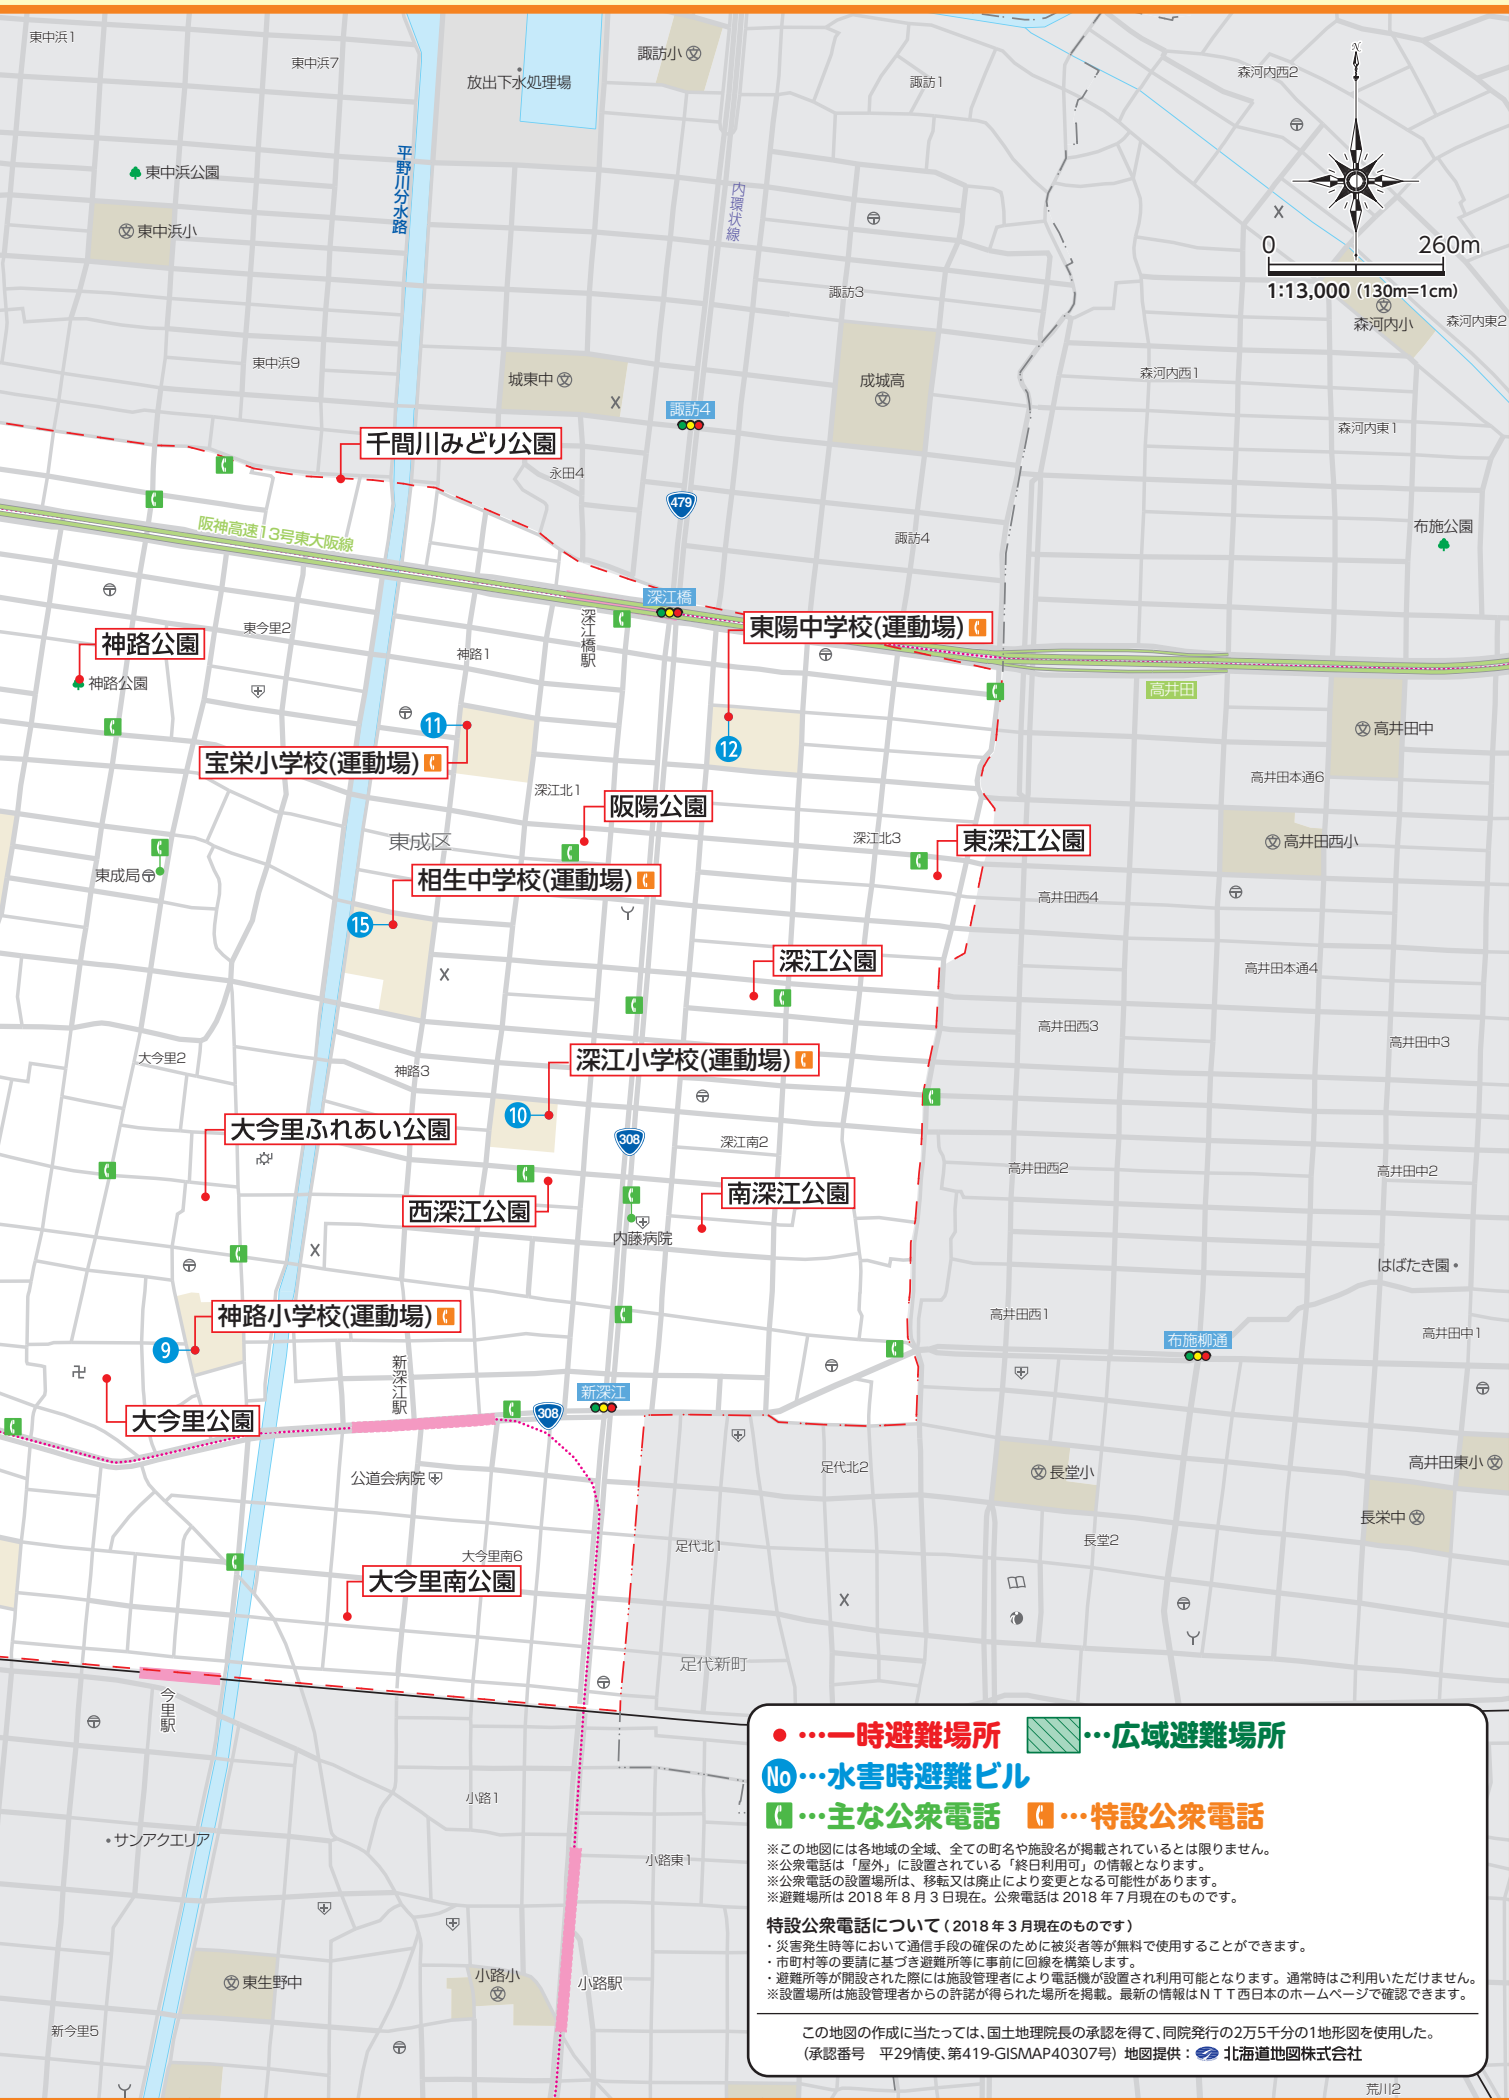 東中浜1
東中浜7
放出下水処理場
諏訪小
諏訪1
森河内西2
N
平野川分水路
内環状線
東中浜公園
東中浜小
0 260m
1:13,000 (130m=1cm)
諏訪3
森河内小
森河内東2
東中浜9
城東中
成城高
森河内西1
諏訪4
森河内東1
千間川みどり公園
永田4
479
阪神高速13号東大阪線
諏訪4
布施公園
深江橋
深江橋駅
東陽中学校(運動場)
東今里2
神路公園
神路1
神路公園
高井田
11
12
高井田中
宝栄小学校(運動場)
高井田本通6
深江北1
阪陽公園
東成区
深江北3
東深江公園
高井田西小
東成局
相生中学校(運動場)
高井田西4
15
深江公園
高井田本通4
高井田西3
高井田中3
大今里2
神路3
深江小学校(運動場)
10
大今里ふれあい公園
308
深江南2
高井田西2
高井田中2
西深江公園
南深江公園
内藤病院
はばたき園
神路小学校(運動場)
高井田西1
高井田中1
布施柳通
9
新深江駅
新深江
大今里公園
308
公道会病院
足代北2
長堂小
高井田東小
長栄中
足代北1
長堂2
大今里南6
大今里南公園
足代新町
今里駅
小路1
サンアクエリア
小路東1
東生野中
小路小
小路駅
新今里5
●…一時避難場所 …広域避難場所
No…水害時避難ビル
…主な公衆電話 …特設公衆電話
※この地図には各地域の全域、全ての町名や施設名が掲載されているとは限りません。
※公衆電話は「屋外」に設置されている「終日利用可」の情報となります。
※公衆電話の設置場所は、移転又は廃止により変更となる可能性があります。
※避難場所は2018年8月3日現在。公衆電話は2018年7月現在のものです。
特設公衆電話について(2018年3月現在のものです)
・災害発生時等において通信手段の確保のために被災者等が無料で使用することができます。
・市町村等の要請に基づき避難所等に事前に回線を構築します。
・避難所等が開設された際には施設管理者により電話機が設置され利用可能となります。通常時はご利用いただけません。
※設置場所は施設管理者からの許諾が得られた場所を掲載。最新の情報はNTT西日本のホームページで確認できます。
この地図の作成に当たっては、国土地理院長の承認を得て、同院発行の2万5千分の1地形図を使用した。
(承認番号 平29情使、第419-GISMAP40307号) 地図提供：北海道地図株式会社
荒川2